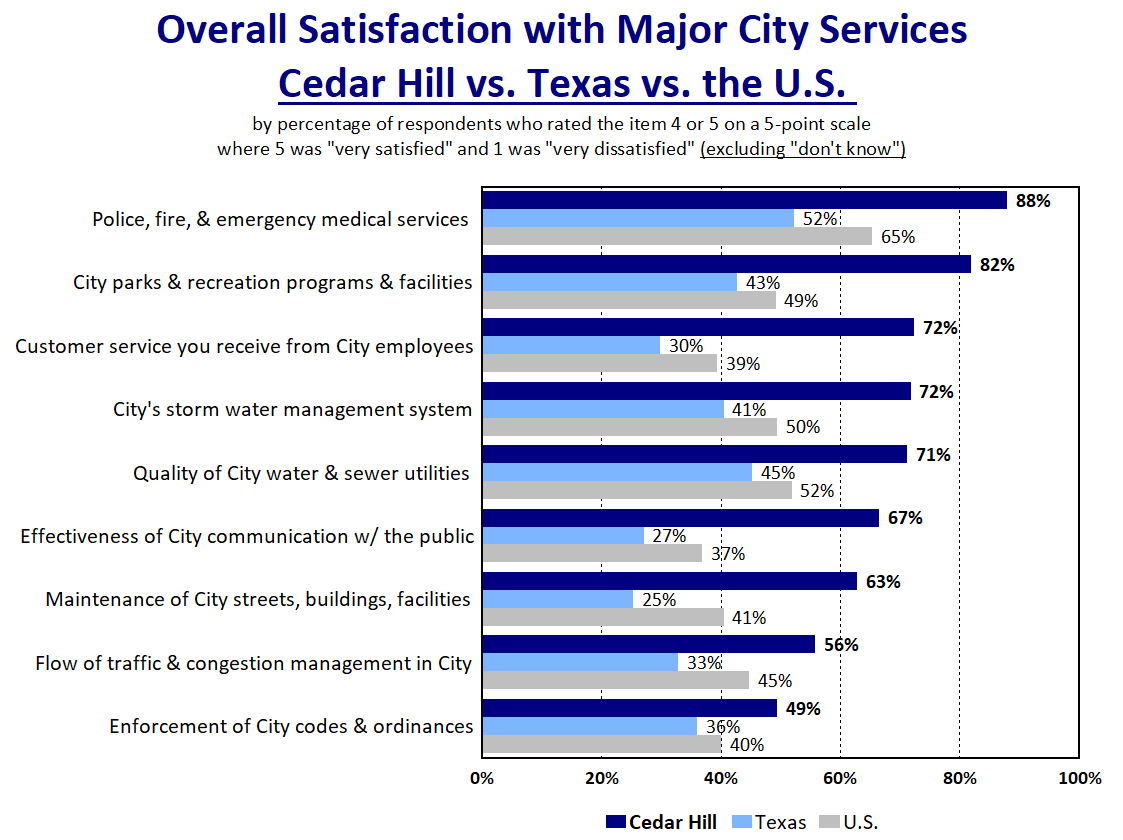 Overall Satisfaction with Major City Services
Cedar Hill vs. Texas vs. the U.S.
by percentage of respondents who rated the item 4 or 5 on a 5-point scale
where 5 was "very satisfied" and 1 was "very dissatisfied" (excluding "don't know")
Police, fire, & emergency medical services
88%
52%
65%
City parks & recreation programs & facilities
82%
43%
49%
Customer service you receive from City employees
72%
30%
39%
City's storm water management system
72%
41%
50%
Quality of City water & sewer utilities
71%
45%
52%
Effectiveness of City communication w/ the public
67%
27%
37%
Maintenance of City streets, buildings, facilities
63%
25%
41%
Flow of traffic & congestion management in City
56%
33%
45%
Enforcement of City codes & ordinances
49%
36%
40%
0% 20% 40% 60% 80% 100%
Cedar Hill Texas U.S.